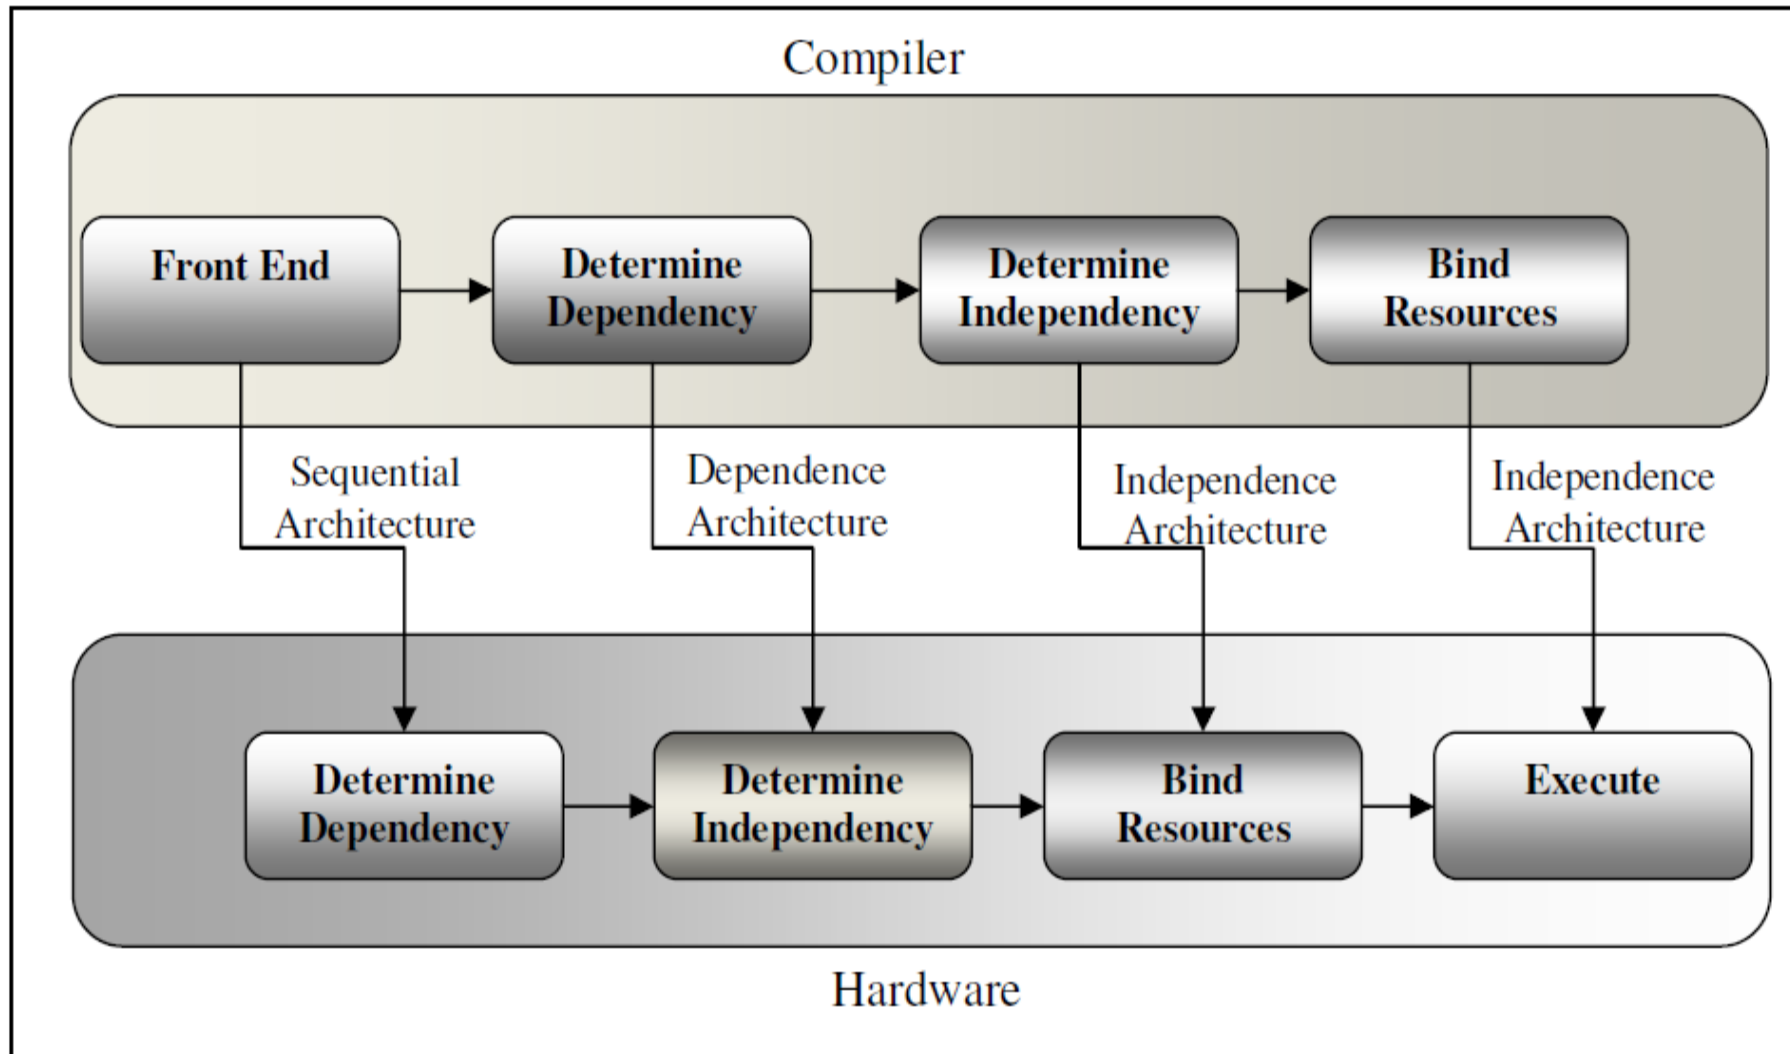 Compiler
Front End
Determine
Dependency
Determine
Independency
Bind
Resources
Sequential
Architecture
Dependence
Architecture
Independence
Architecture
Independence
Architecture
Determine
Dependency
Determine
Independency
Bind
Resources
Execute
Hardware